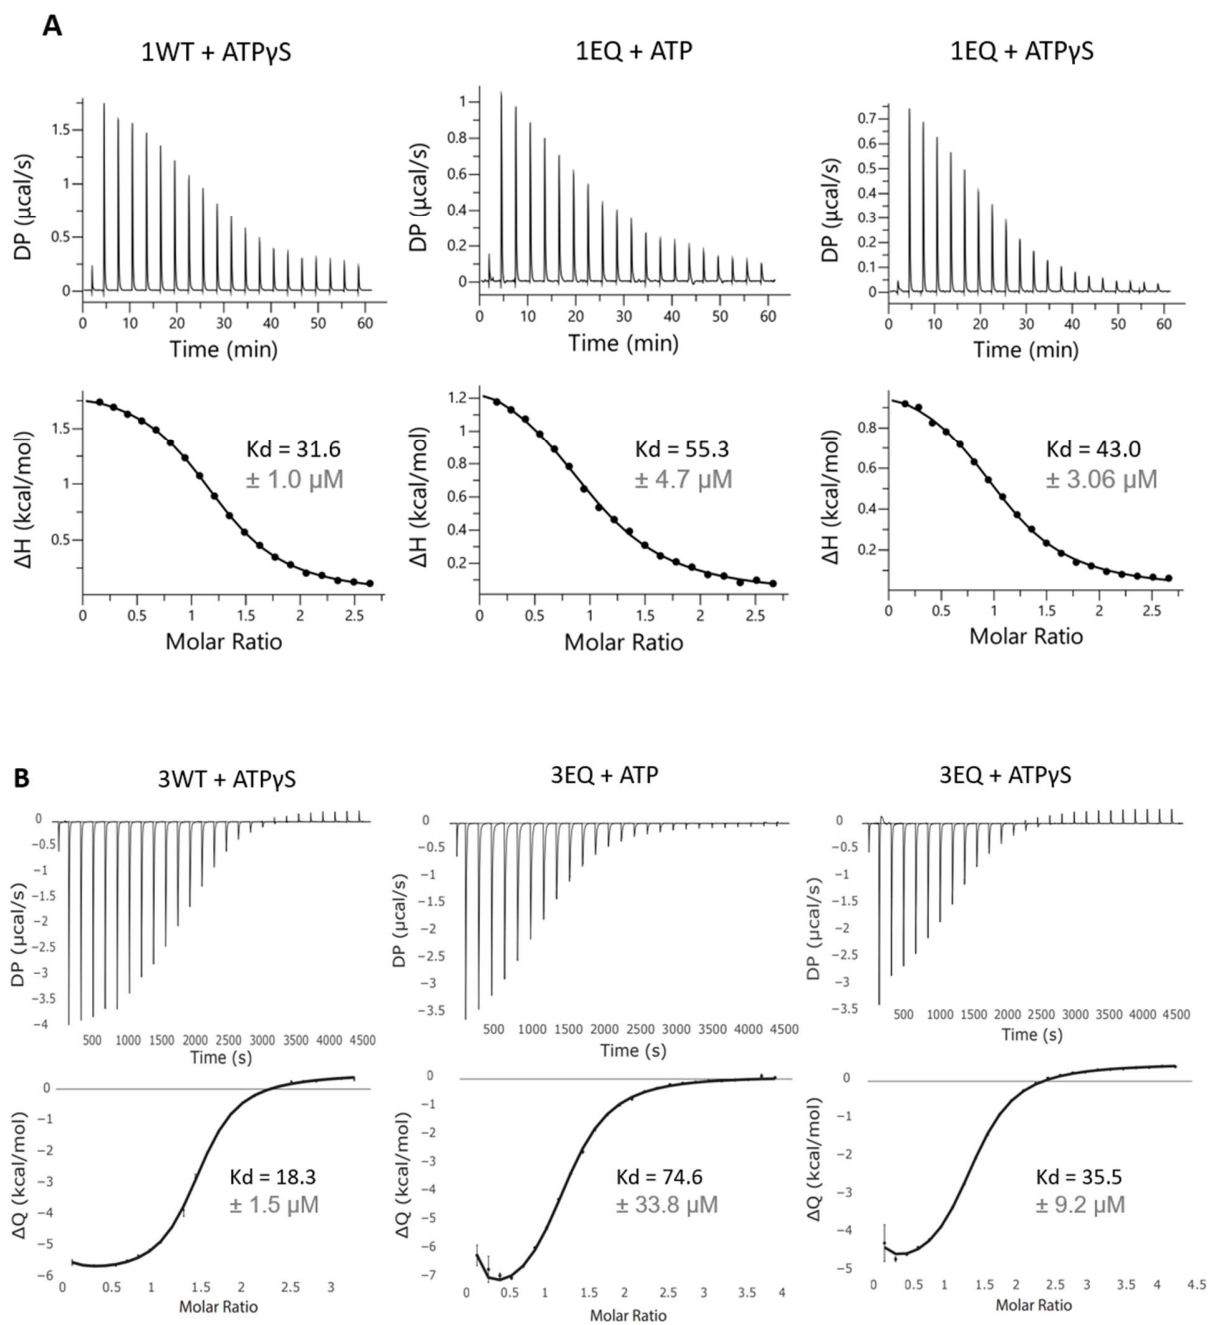 A
1WT + ATPγS
1EQ + ATP
1EQ + ATPγS
DP (µcal/s)
1.5
1
0.5
0
0 10 20 30 40 50 60
Time (min)
DP (µcal/s)
1
0.8
0.6
0.4
0.2
0
0 10 20 30 40 50 60
Time (min)
DP (µcal/s)
0.7
0.6
0.5
0.4
0.3
0.2
0.1
0
0 10 20 30 40 50 60
Time (min)
ΔH (kcal/mol)
1.5
1
0.5
Kd = 31.6
± 1.0 µM
0 0.5 1 1.5 2 2.5
Molar Ratio
ΔH (kcal/mol)
1.2
1
0.8
0.6
0.4
0.2
Kd = 55.3
± 4.7 µM
0 0.5 1 1.5 2 2.5
Molar Ratio
ΔH (kcal/mol)
0.8
0.6
0.4
0.2
Kd = 43.0
± 3.06 µM
0 0.5 1 1.5 2 2.5
Molar Ratio
B
3WT + ATPγS
3EQ + ATP
3EQ + ATPγS
DP (µcal/s)
0
−0.5
−1
−1.5
−2
−2.5
−3
−3.5
−4
500 1000 1500 2000 2500 3000 3500 4000 4500
Time (s)
DP (µcal/s)
0
−0.5
−1
−1.5
−2
−2.5
−3
−3.5
500 1000 1500 2000 2500 3000 3500 4000 4500
Time (s)
DP (µcal/s)
0
−0.5
−1
−1.5
−2
−2.5
−3
−3.5
500 1000 1500 2000 2500 3000 3500 4000 4500
Time (s)
ΔQ (kcal/mol)
0
−1
−2
−3
−4
−5
−6
Kd = 18.3
± 1.5 µM
0 0.5 1 1.5 2 2.5 3
Molar Ratio
ΔQ (kcal/mol)
0
−1
−2
−3
−4
−5
−6
−7
Kd = 74.6
± 33.8 µM
0 0.5 1 1.5 2 2.5 3 3.5 4
Molar Ratio
ΔQ (kcal/mol)
0
−1
−2
−3
−4
−5
Kd = 35.5
± 9.2 µM
0 0.5 1 1.5 2 2.5 3 3.5 4 4.5
Molar Ratio